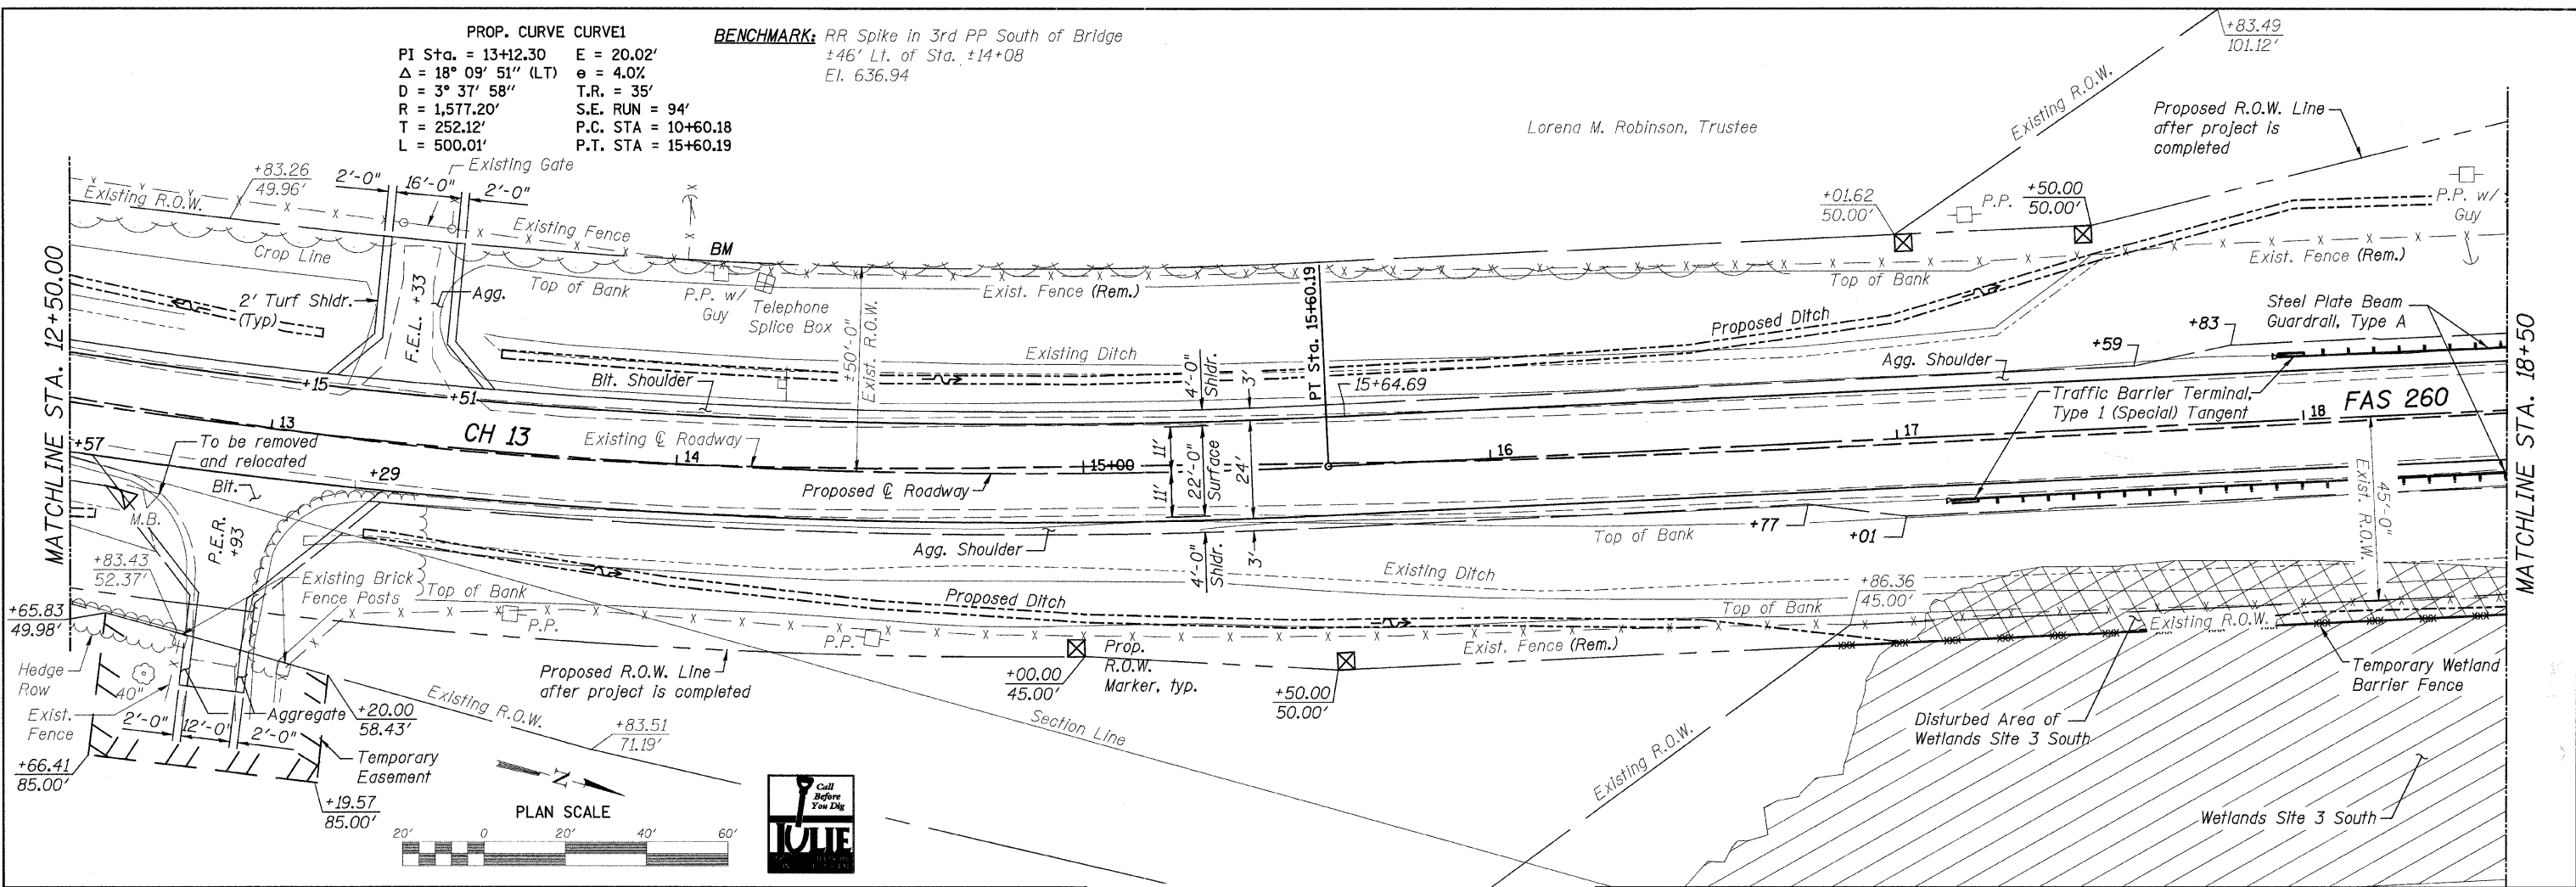 PROP. CURVE CURVE1
PI Sta. = 13+12.30 E = 20.02'
Δ = 18° 09' 51" (LT) e = 4.0%
D = 3° 37' 58" T.R. = 35'
R = 1,577.20' S.E. RUN = 94'
T = 252.12' P.C. STA = 10+60.18
L = 500.01' P.T. STA = 15+60.19
BENCHMARK: RR Spike in 3rd PP South of Bridge
±46' Lt. of Sta. ±14+08
El. 636.94
+83.49
101.12'
Lorena M. Robinson, Trustee
Existing R.O.W.
Proposed R.O.W. Line
after project is
completed
Existing Gate
+83.26
49.96'
2'-0"
16'-0"
2'-0"
Existing R.O.W.
Existing Fence
Crop Line
BM
+01.62
50.00'
P.P.
+50.00
50.00'
P.P. w/
Guy
MATCHLINE STA. 12+50.00
2' Turf Shldr.
(Typ)
F.E.L. +33
Agg.
Top of Bank
P.P. w/
Guy
Telephone
Splice Box
±50'-0"
Exist. R.O.W.
Exist. Fence (Rem.)
PT Sta. 15+60.19
Top of Bank
Exist. Fence (Rem.)
Steel Plate Beam
Guardrail, Type A
Proposed Ditch
+83
+59
Existing Ditch
Agg. Shoulder
+15
+51
Bit. Shoulder
4'-0"
Shldr.
3'
15+64.69
Traffic Barrier Terminal,
Type 1 (Special) Tangent
FAS 260
MATCHLINE STA. 18+50
13
CH 13
Existing ℄ Roadway
14
15+00
16
17
18
+57
To be removed
and relocated
Bit.
+29
Proposed ℄ Roadway
11'
11'
22'-0"
Surface
24'
45'-0"
Exist. R.O.W.
M.B.
P.E.R.
+93
Agg. Shoulder
4'-0"
Shldr.
3'
Top of Bank
+77
+01
+83.43
52.37'
Existing Brick
Fence Posts
Top of Bank
Existing Ditch
+86.36
45.00'
+65.83
49.98'
P.P.
Proposed Ditch
Top of Bank
Existing R.O.W.
P.P.
Exist. Fence (Rem.)
Hedge
Row
40"
Exist.
Fence
2'-0"
12'-0"
2'-0"
Aggregate
+20.00
58.43'
Existing R.O.W.
Proposed R.O.W. Line
after project is completed
+00.00
45.00'
Prop.
R.O.W.
Marker, typ.
+50.00
50.00'
Temporary Wetland
Barrier Fence
+83.51
71.19'
Section Line
Disturbed Area of
Wetlands Site 3 South
Existing R.O.W.
+66.41
85.00'
Temporary
Easement
+19.57
85.00'
Z
PLAN SCALE
20' 0 20' 40' 60'
Call
Before
You Dig
JULIE
Wetlands Site 3 South